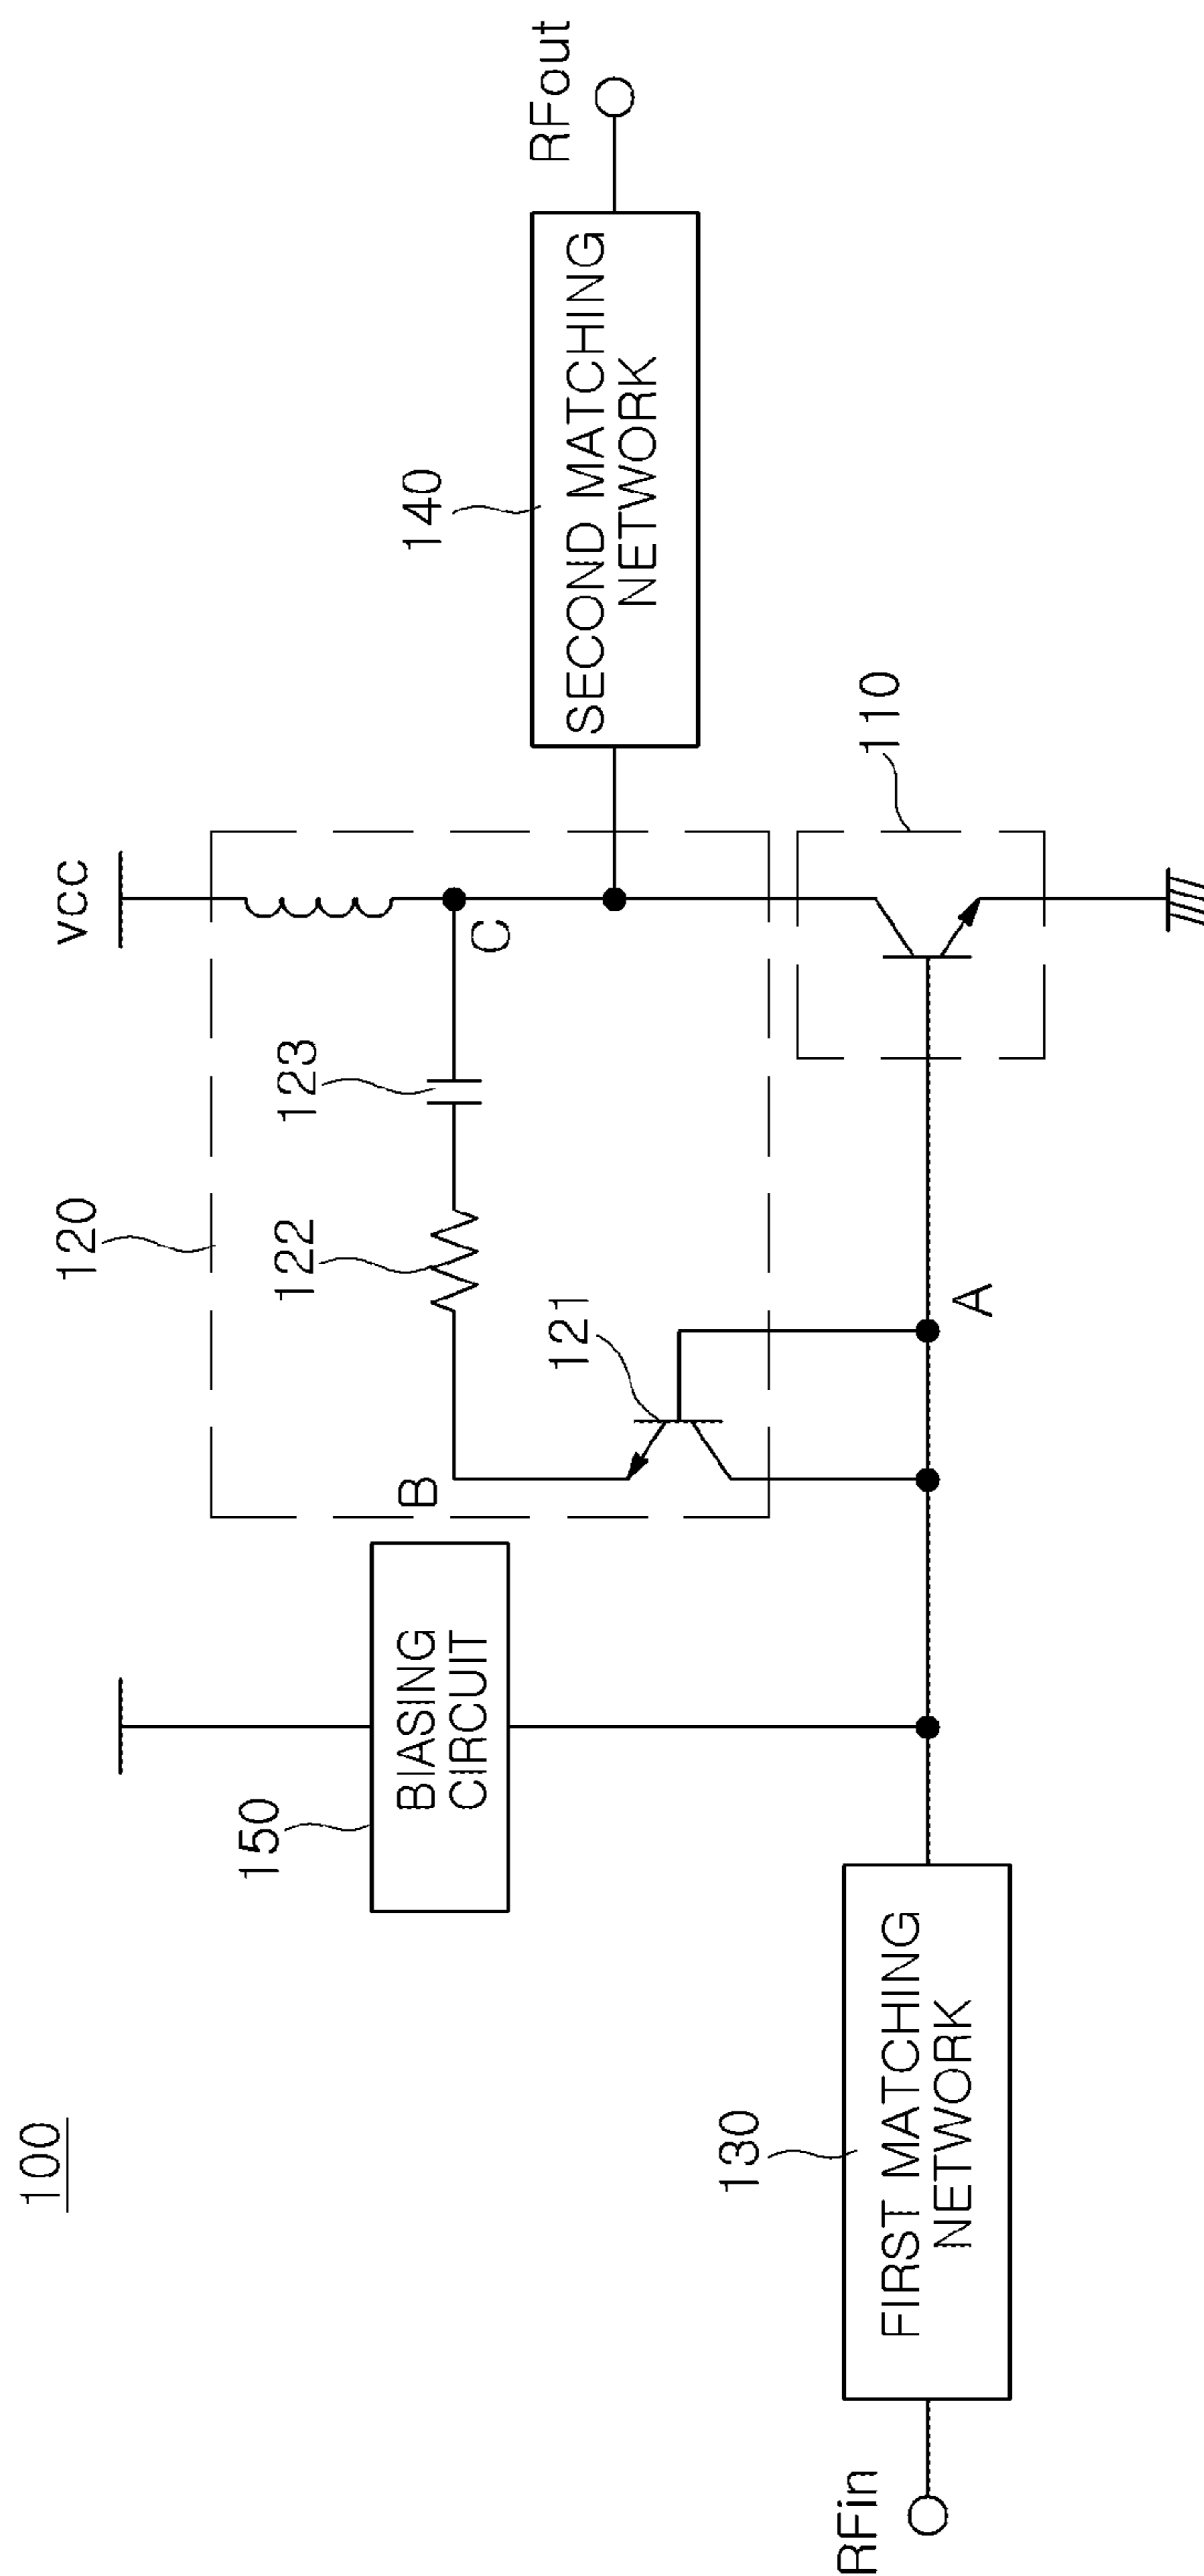 100
RFin
130
FIRST MATCHING
NETWORK
150
BIASING
CIRCUIT
120
vcc
B
121
122
123
C
A
110
140
SECOND MATCHING
NETWORK
RFout